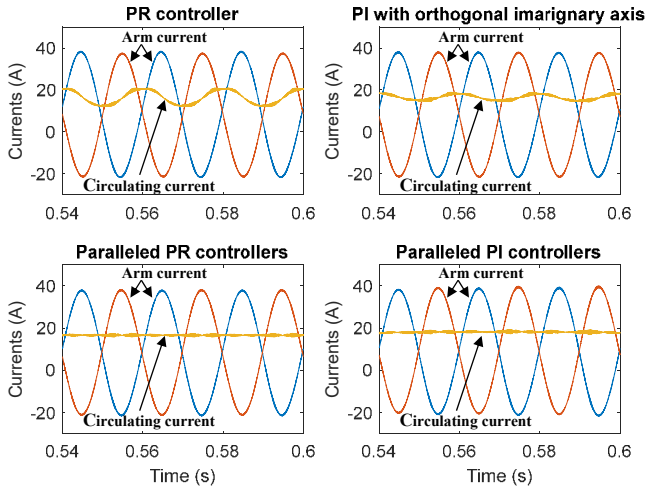 PR controller
Arm current
Circulating current
Currents (A)
40
20
0
-20
0.54
0.56
0.58
0.6
PI with orthogonal imarignary axis
Arm current
Circulating current
Currents (A)
40
20
0
-20
0.54
0.56
0.58
0.6
Paralleled PR controllers
Arm current
Circulating current
Currents (A)
40
20
0
-20
0.54
0.56
0.58
0.6
Time (s)
Paralleled PI controllers
Arm current
Circulating current
Currents (A)
40
20
0
-20
0.54
0.56
0.58
0.6
Time (s)